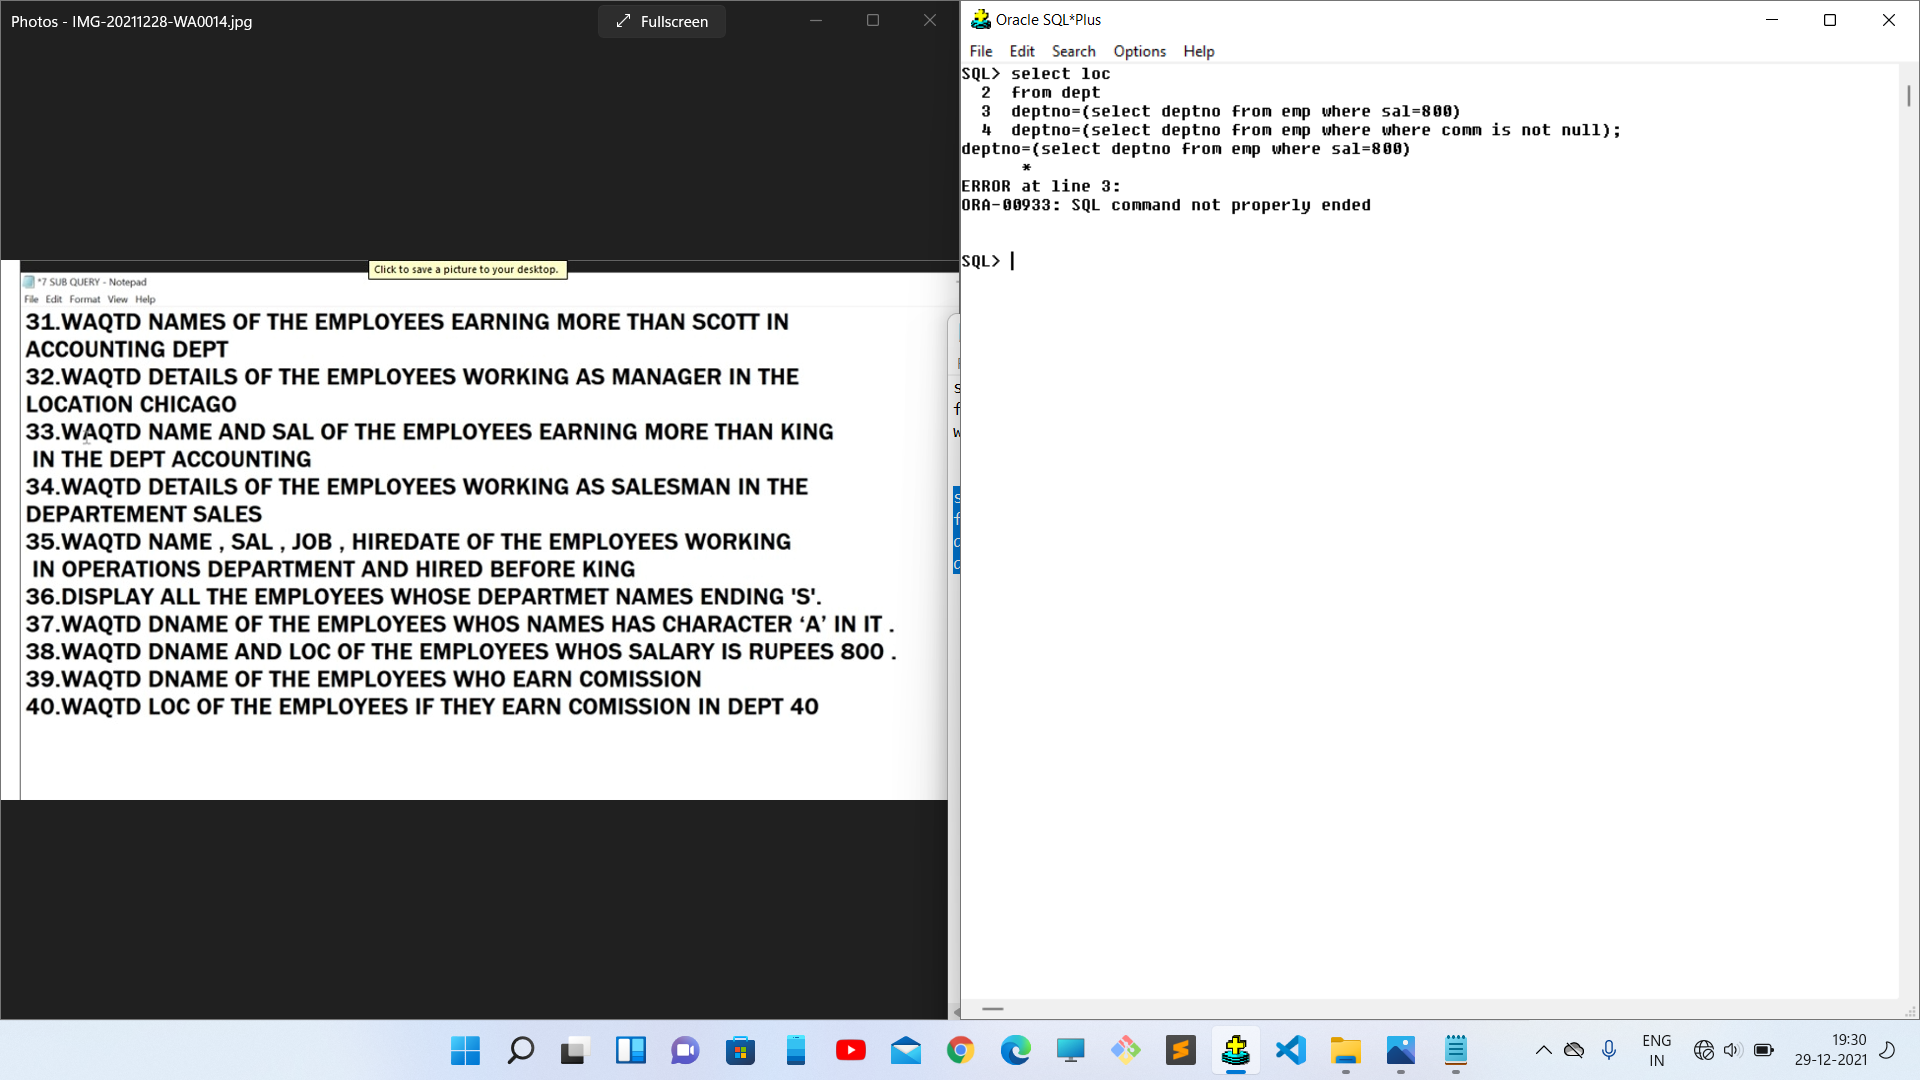 Photos - IMG-20211228-WA0014.jpg
Fullscreen
Click to save a picture to your desktop.
*7 SUB QUERY - Notepad
File Edit Format View Help
31.WAQTD NAMES OF THE EMPLOYEES EARNING MORE THAN SCOTT IN
ACCOUNTING DEPT
32.WAQTD DETAILS OF THE EMPLOYEES WORKING AS MANAGER IN THE
LOCATION CHICAGO
33.WAQTD NAME AND SAL OF THE EMPLOYEES EARNING MORE THAN KING
IN THE DEPT ACCOUNTING
34.WAQTD DETAILS OF THE EMPLOYEES WORKING AS SALESMAN IN THE
DEPARTEMENT SALES
35.WAQTD NAME , SAL , JOB , HIREDATE OF THE EMPLOYEES WORKING
IN OPERATIONS DEPARTMENT AND HIRED BEFORE KING
36.DISPLAY ALL THE EMPLOYEES WHOSE DEPARTMET NAMES ENDING 'S'.
37.WAQTD DNAME OF THE EMPLOYEES WHOS NAMES HAS CHARACTER ‘A’ IN IT .
38.WAQTD DNAME AND LOC OF THE EMPLOYEES WHOS SALARY IS RUPEES 800 .
39.WAQTD DNAME OF THE EMPLOYEES WHO EARN COMISSION
40.WAQTD LOC OF THE EMPLOYEES IF THEY EARN COMISSION IN DEPT 40
Oracle SQL*Plus
File Edit Search Options Help
SQL> select loc
2 from dept
3 deptno=(select deptno from emp where sal=800)
4 deptno=(select deptno from emp where where comm is not null);
deptno=(select deptno from emp where sal=800)
*
ERROR at line 3:
ORA-00933: SQL command not properly ended
SQL>
ENG
IN
19:30
29-12-2021